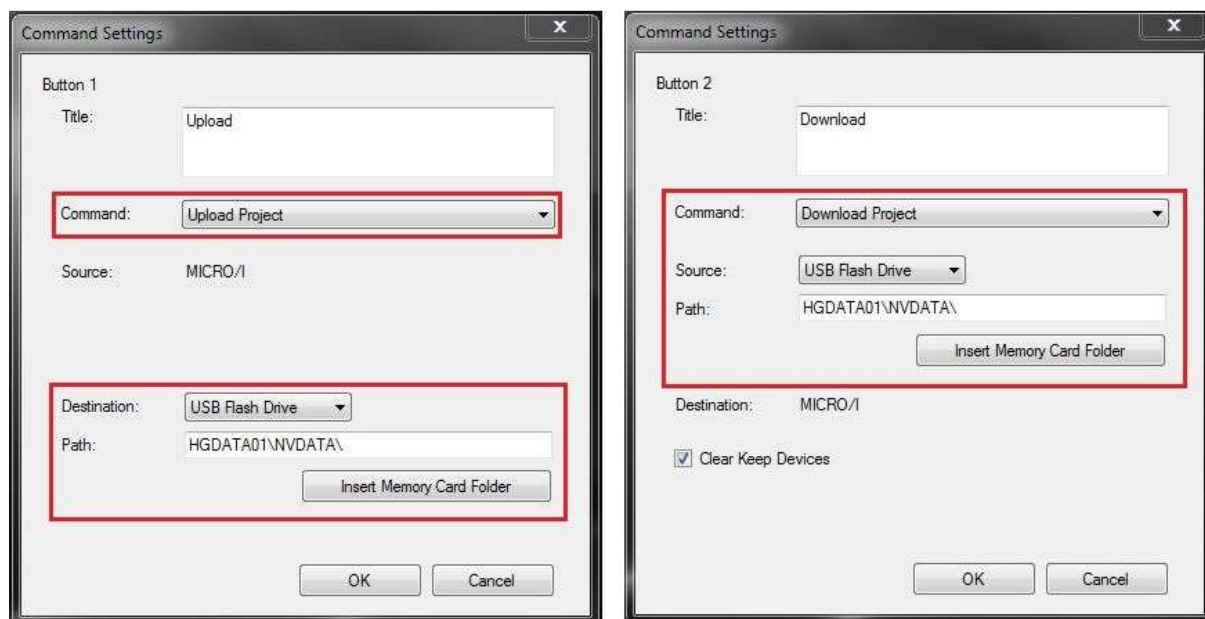 Command Settings
X
Button 1
Title:
Upload
Command:
Upload Project
Source:
MICRO/I
Destination:
USB Flash Drive
Path:
HGDATA01\NVDATA\
Insert Memory Card Folder
OK
Cancel
Command Settings
X
Button 2
Title:
Download
Command:
Download Project
Source:
USB Flash Drive
Path:
HGDATA01\NVDATA\
Insert Memory Card Folder
Destination:
MICRO/I
Clear Keep Devices
OK
Cancel